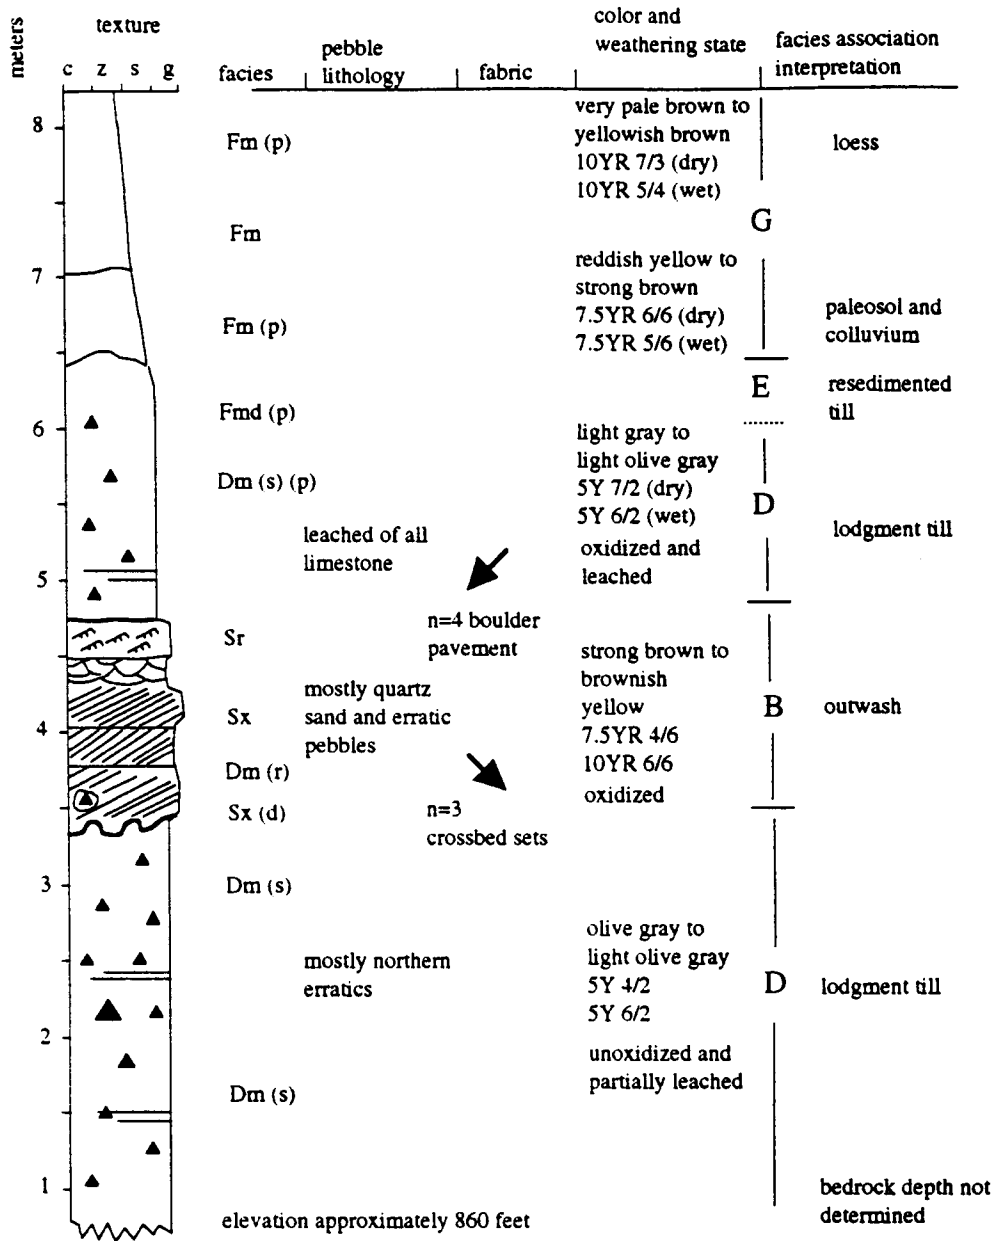 meters
texture
c z s g
facies
pebble
lithology
fabric
color and
weathering state
facies association
interpretation
8
7
6
5
4
3
2
1
Fm (p)
Fm
Fm (p)
Fmd (p)
Dm (s) (p)
Sr
Sx
Dm (r)
Sx (d)
Dm (s)
Dm (s)
leached of all
limestone
mostly quartz
sand and erratic
pebbles
mostly northern
erratics
n=4 boulder
pavement
n=3
crossbed sets
very pale brown to
yellowish brown
10YR 7/3 (dry)
10YR 5/4 (wet)
reddish yellow to
strong brown
7.5YR 6/6 (dry)
7.5YR 5/6 (wet)
light gray to
light olive gray
5Y 7/2 (dry)
5Y 6/2 (wet)
oxidized and
leached
strong brown to
brownish
yellow
7.5YR 4/6
10YR 6/6
oxidized
olive gray to
light olive gray
5Y 4/2
5Y 6/2
unoxidized and
partially leached
G
E
D
B
D
loess
paleosol and
colluvium
resedimented
till
lodgment till
outwash
lodgment till
bedrock depth not
determined
elevation approximately 860 feet